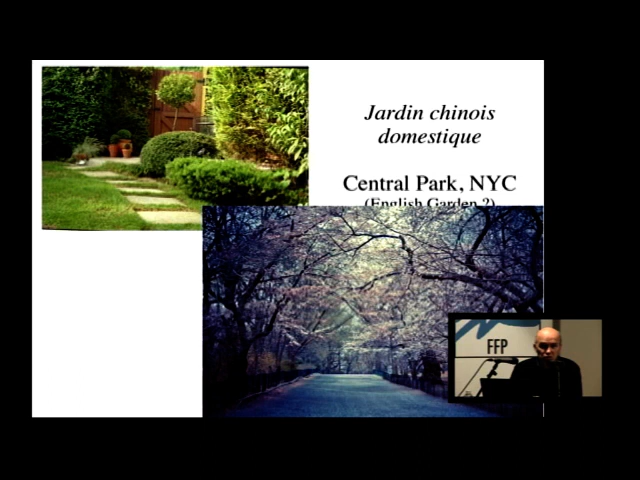 Jardin chinois
domestique
Central Park, NYC
(English Garden ?)
FFP